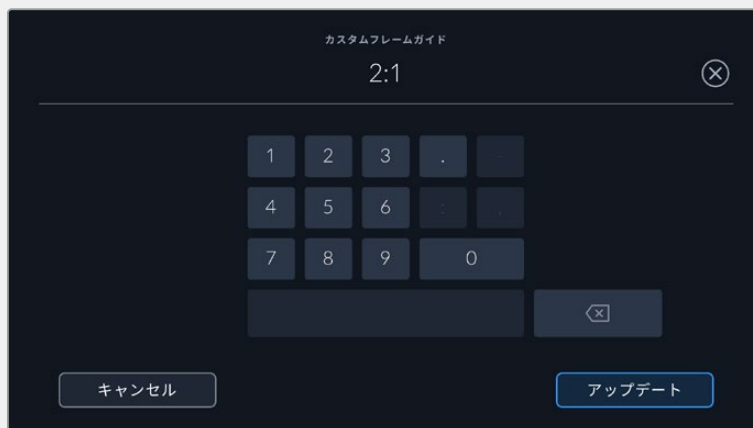 カスタムフレームガイド
2:1
1 2 3 .
4 5 6 :
7 8 9 0
キャンセル
アップデート